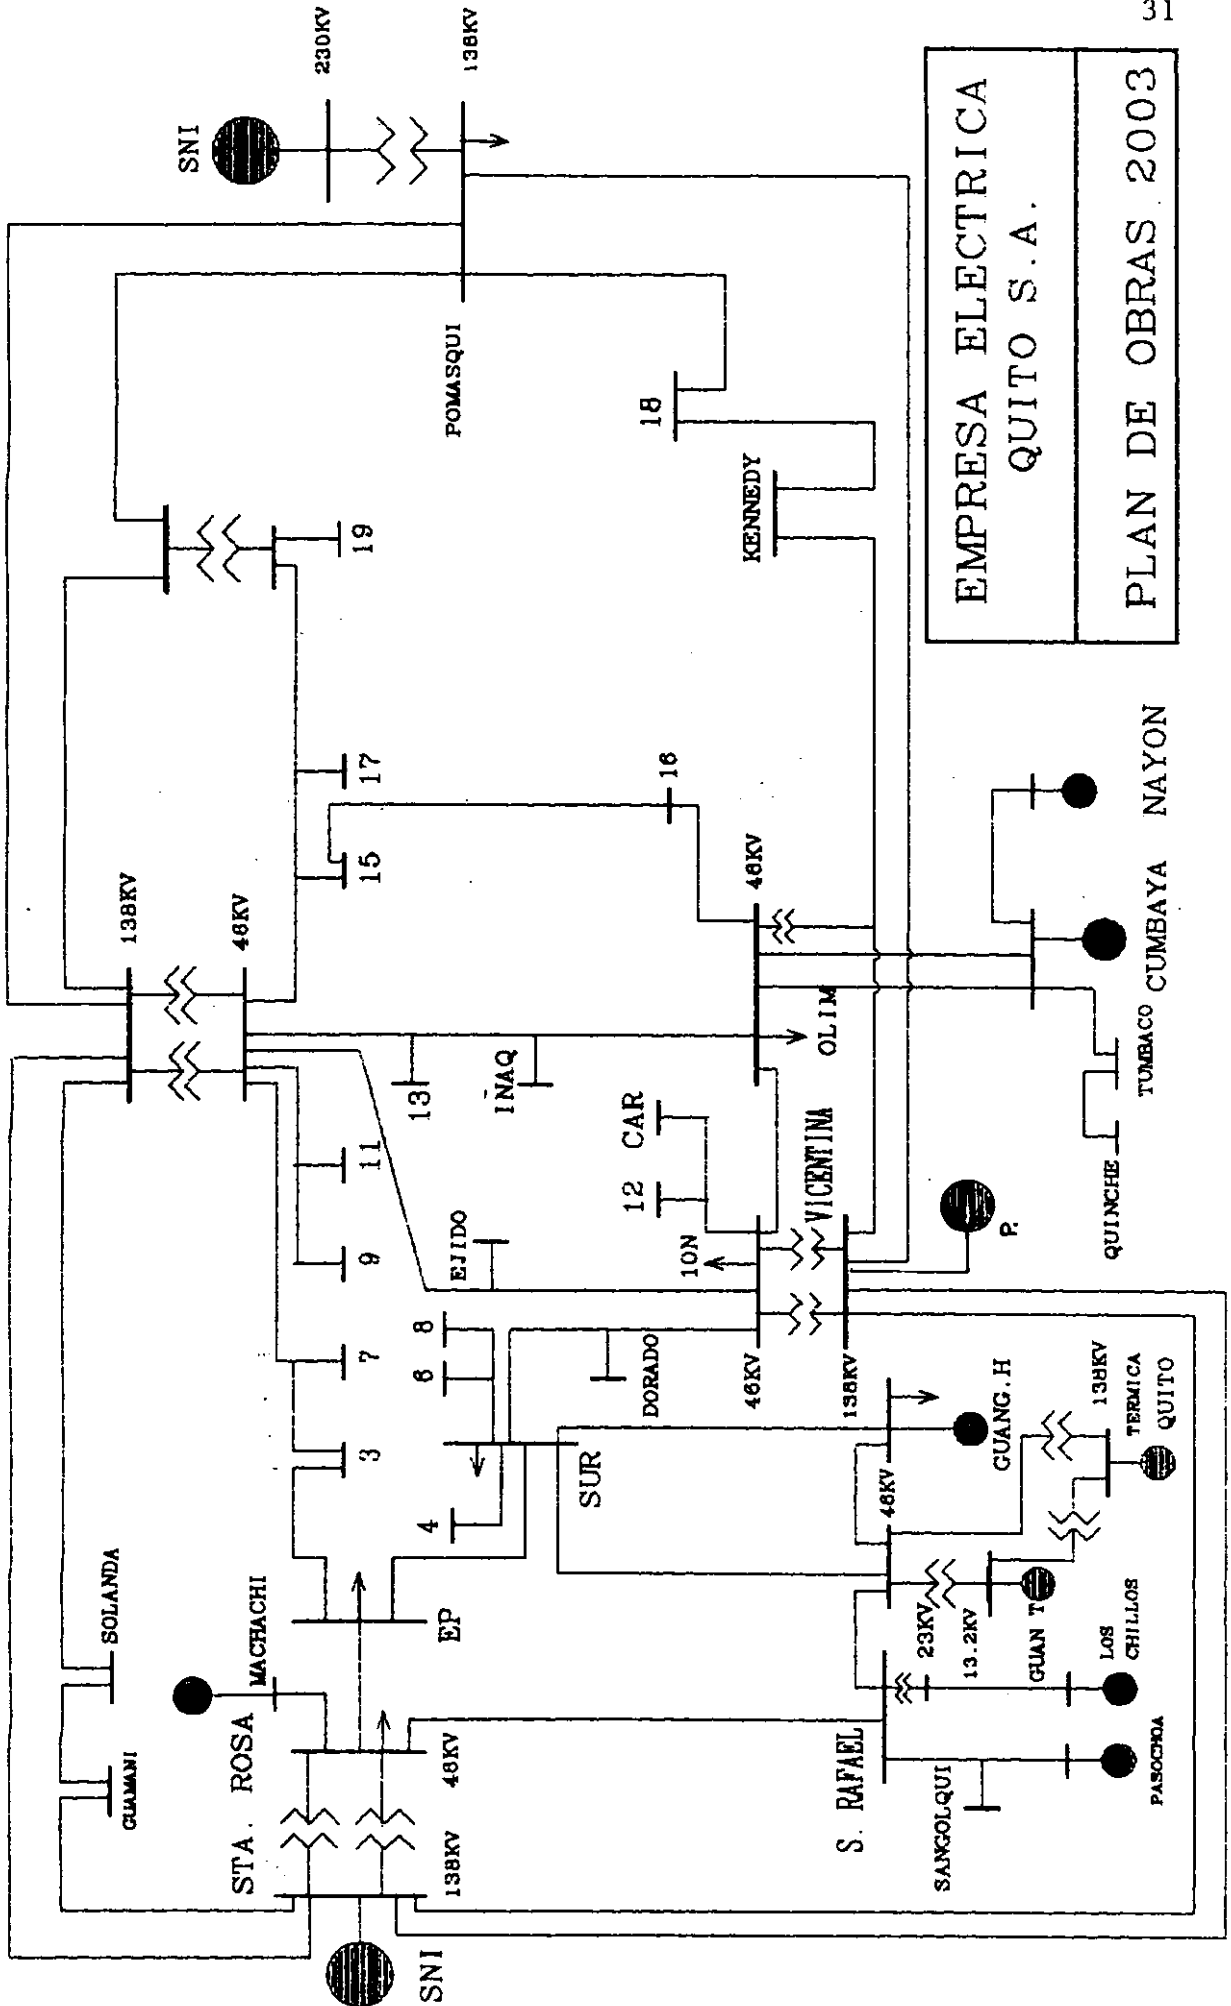 31
SNI
230KV
138KV
POMASQUI
18
KENNEDY
19
17
15
16
138KV
46KV
46KV
OLIM
13
IÑAQ
11
9
7
3
EJIDO
12 CAR
10N
VICENTINA
46KV
138KV
P.
NAYON
CUMBAYA
TUMBACO
QUINCHE
8
6
4
DORADO
SUR
EP
SOLANDA
GUAMANI
MACHACHI
STA. ROSA
46KV
138KV
SNI
GUANG.H
46KV
138KV
TERMICA
QUITO
23KV
13.2KV
GUAN T
LOS
CHILLOS
S. RAFAEL
SANGOLQUI
PASOCHOA
EMPRESA ELECTRICA
QUITO S.A.
PLAN DE OBRAS 2003